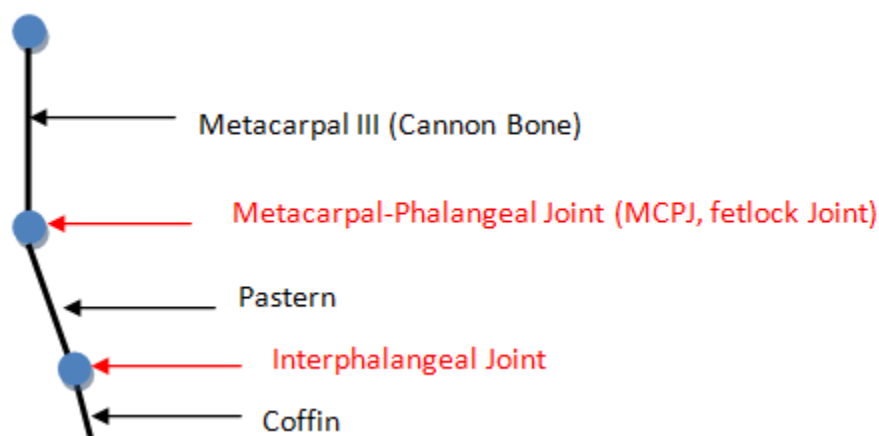 Metacarpal III (Cannon Bone)
Metacarpal-Phalangeal Joint (MCPJ, fetlock Joint)
Pastern
Interphalangeal Joint
Coffin